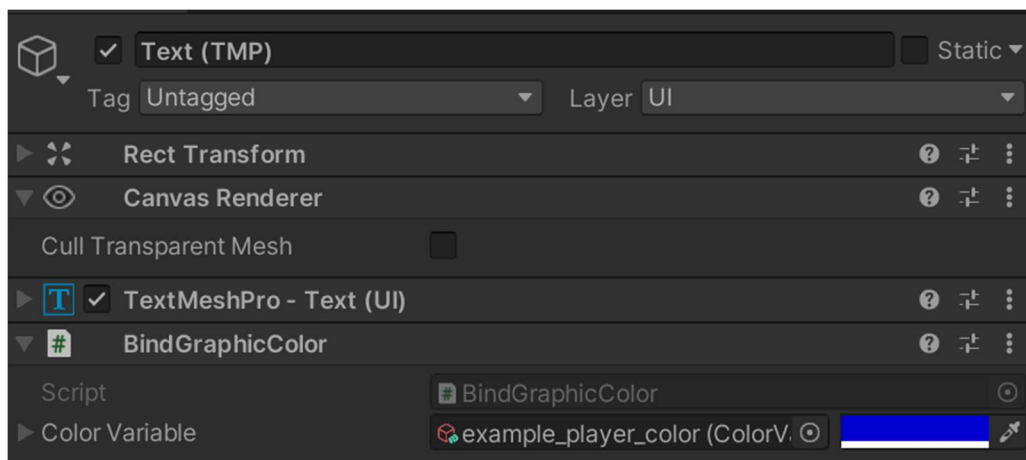 Text (TMP)
Static
Tag Untagged Layer UI
Rect Transform
Canvas Renderer
Cull Transparent Mesh
T TextMeshPro - Text (UI)
# BindGraphicColor
Script # BindGraphicColor
Color Variable example_player_color (ColorV